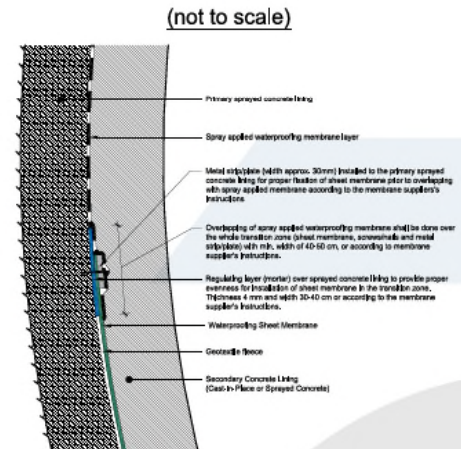 (not to scale)
Primary sprayed concrete lining
Spray applied waterproofing membrane layer
Metal strip/plate (width approx. 30mm) installed to the primary sprayed
concrete lining for proper fixation of sheet membrane prior to overlapping
with spray applied membrane according to the membrane suppliers's
instructions
Overlapping of spray applied waterproofing membrane shall be done over
the whole transition zone (sheet membrane, screws/nails and metal
strip/plate) with min. width of 40-50 cm, or according to membrane
supplier's instructions.
Regulating layer (mortar) over sprayed concrete lining to provide proper
evenness for installation of sheet membrane in the transition zone.
Thickness 4 mm and width 30-40 cm or according to the membrane
supplier's instructions.
Waterproofing Sheet Membrane
Geotextile fleece
Secondary Concrete Lining
(Cast-In-Place or Sprayed Concrete)